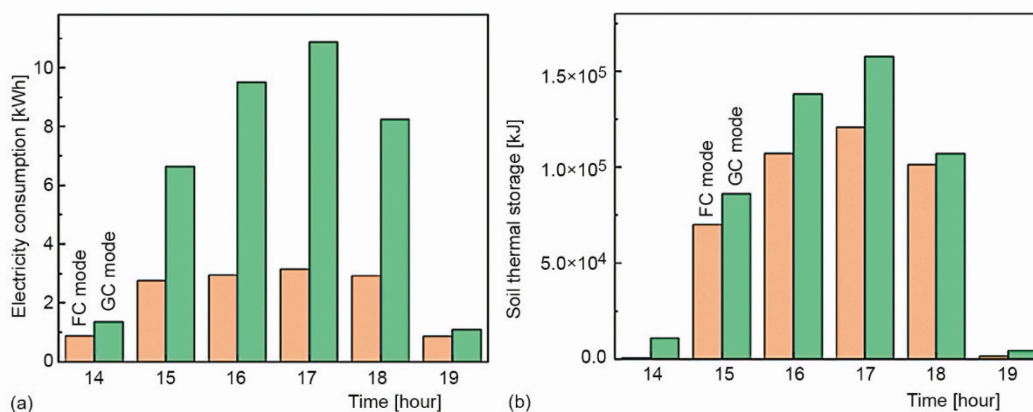 (a)
Electricity consumption [kWh]
10
8
6
4
2
0
FC mode
GC mode
14 15 16 17 18 19
Time [hour]
(b)
Soil thermal storage [kJ]
1.5×10⁵
1.0×10⁵
5.0×10⁴
0.0
FC mode
GC mode
14 15 16 17 18 19
Time [hour]